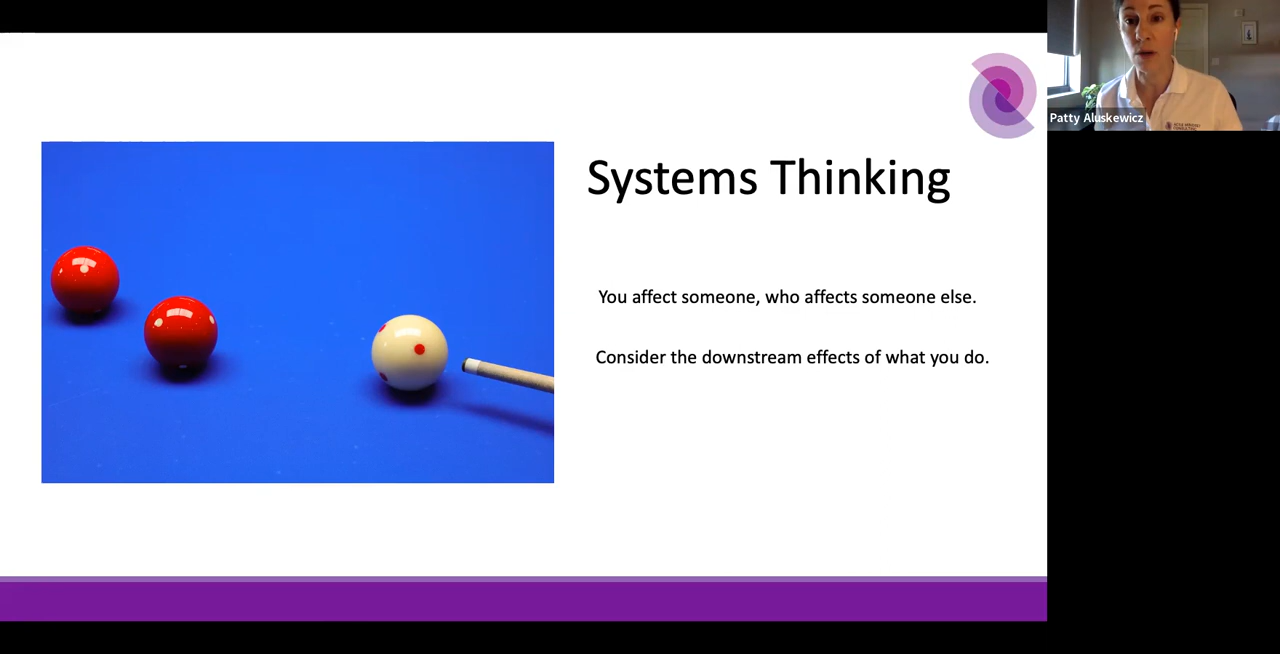 Patty Aluskewicz
Systems Thinking
You affect someone, who affects someone else.
Consider the downstream effects of what you do.